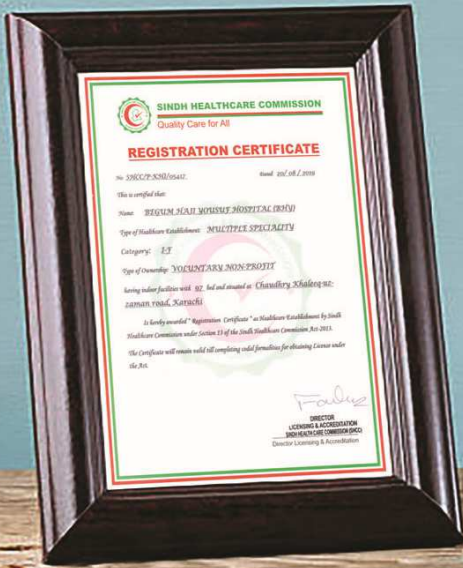 SINDH HEALTHCARE COMMISSION
Quality Care for All
REGISTRATION CERTIFICATE
No SHCC/P-KHI/05412 Dated 20/08/2019
This is certified that:
Name BEGUM HAJI YOUSUF HOSPITAL (BHY)
Type of Healthcare Establishment: MULTIPLE SPECIALITY
Category:
Type of Ownership: VOLUNTARY NON-PROFIT
having indoor facilities with 92 bed and situated at Chaudhry Khaleeq-uz-
zaman road, Karachi
Is hereby awarded "Registration Certificate" as Healthcare Establishment by Sindh
Healthcare Commission under Section 13 of the Sindh Healthcare Commission Act-2013.
The Certificate will remain valid till completing codal formalities for obtaining License under
the Act.
DIRECTOR
LICENSING & ACCREDITATION
SINDH HEALTH CARE COMMISSION (SHCC)
Director Licensing & Accreditation